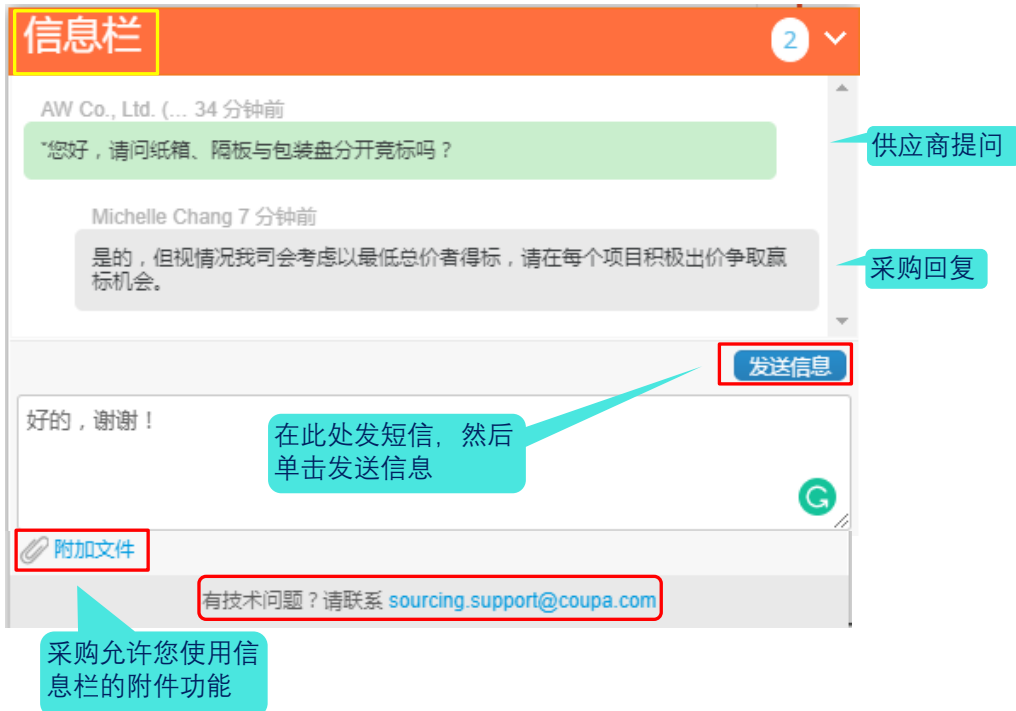 信息栏
2
AW Co., Ltd. (... 34 分钟前
"您好，请问纸箱、隔板与包装盘分开竞标吗？
供应商提问
Michelle Chang 7 分钟前
是的，但视情况我司会考虑以最低总价者得标，请在每个项目积极出价争取赢
标机会。
采购回复
发送信息
好的，谢谢！
在此处发短信，然后
单击发送信息
附加文件
有技术问题？请联系 sourcing.support@coupa.com
采购允许您使用信
息栏的附件功能